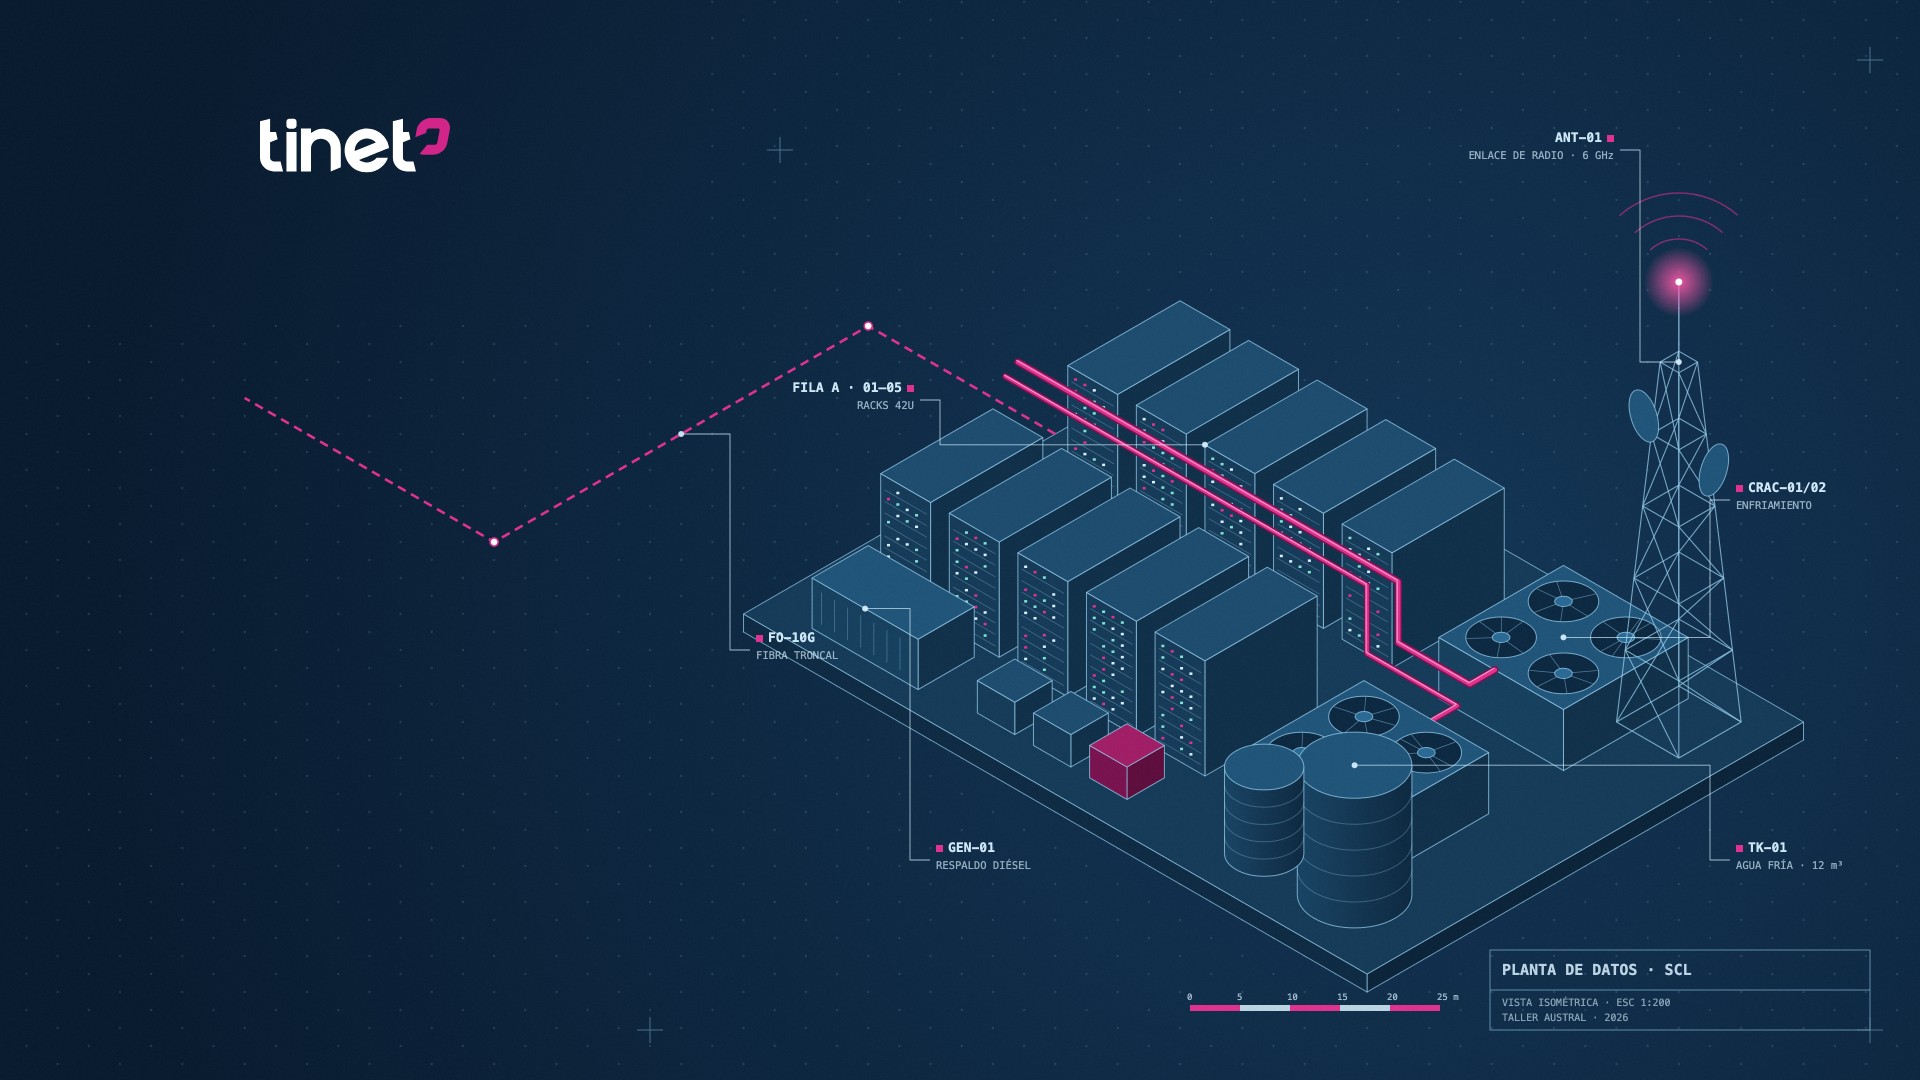 tinet
ANT—01
ENLACE DE RADIO · 6 GHz
FILA A · 01—05
RACKS 42U
CRAC—01/02
ENFRIAMIENTO
FO—10G
FIBRA TRONCAL
GEN—01
RESPALDO DIÉSEL
TK—01
AGUA FRÍA · 12 m³
0 5 10 15 20 25 m
PLANTA DE DATOS · SCL
VISTA ISOMÉTRICA · ESC 1:200
TALLER AUSTRAL · 2026